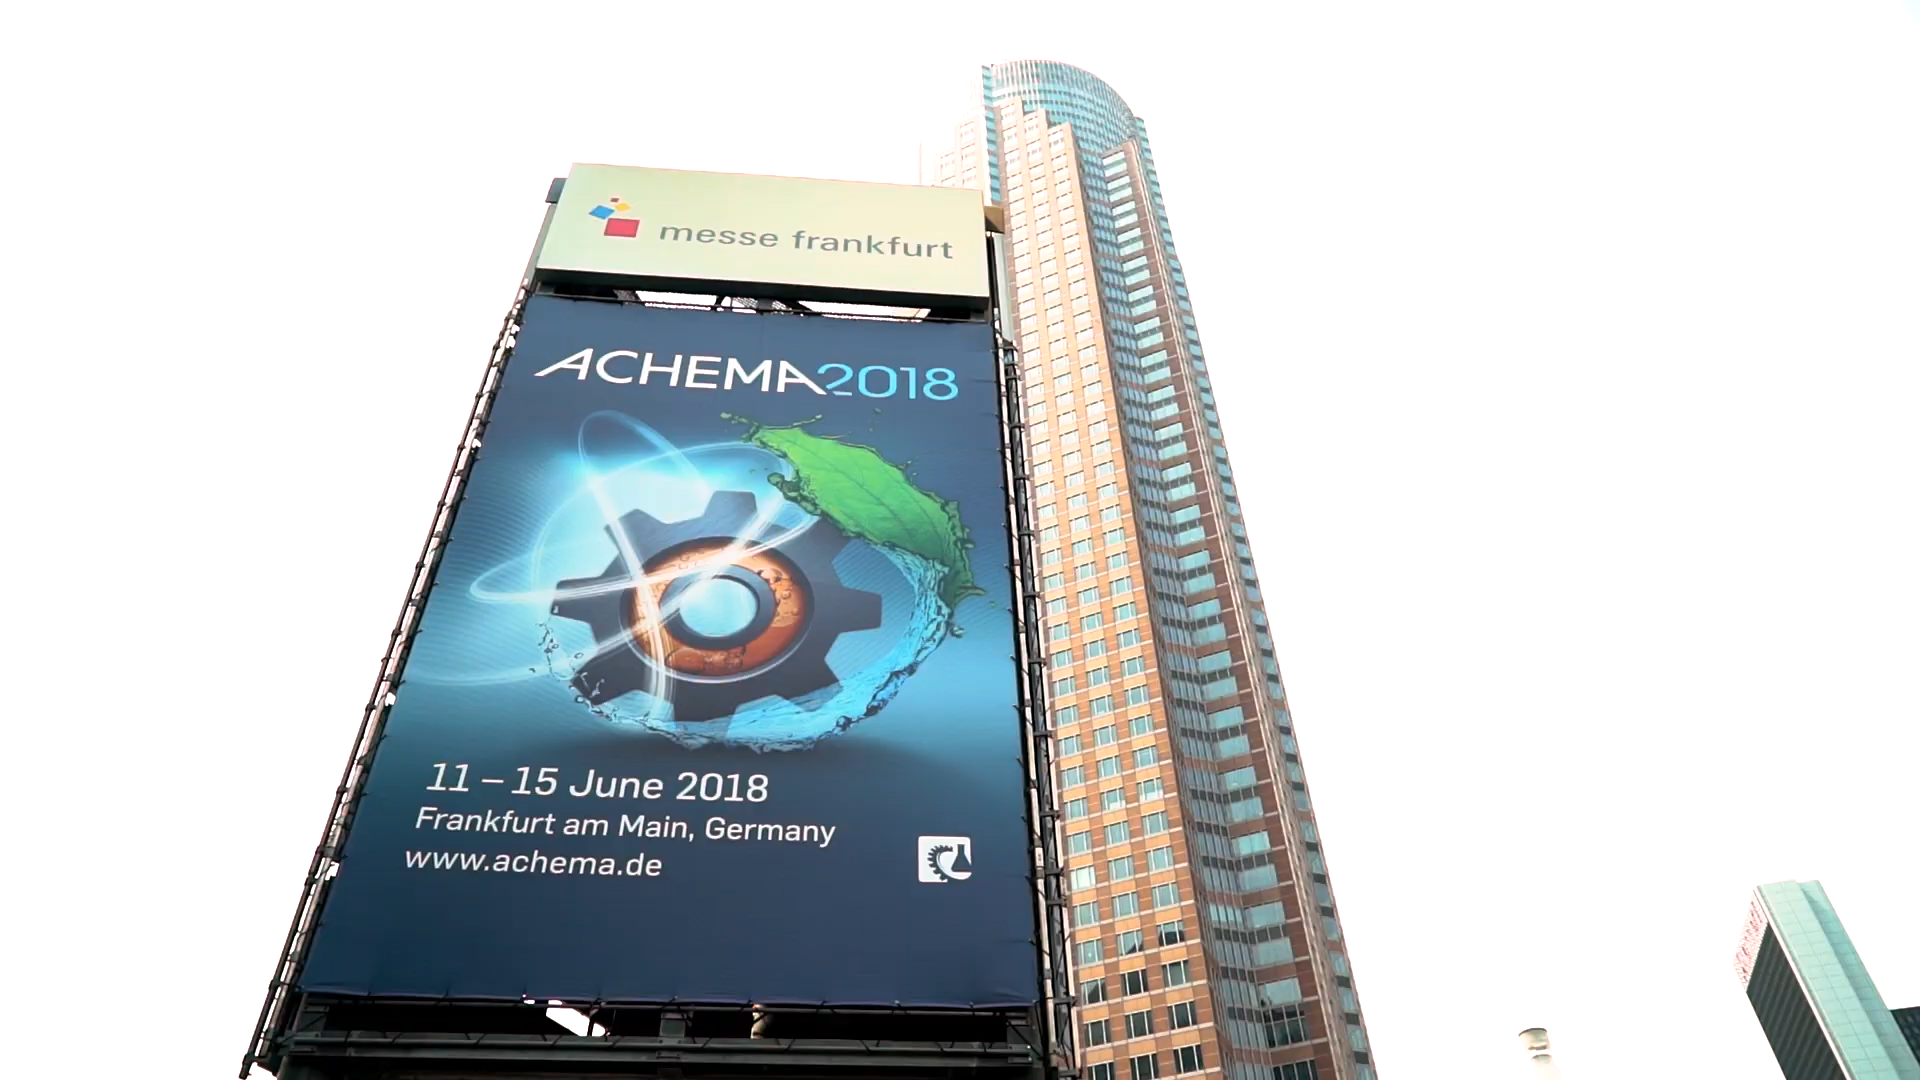 messe frankfurt
ACHEMA2018
11 – 15 June 2018
Frankfurt am Main, Germany
www.achema.de